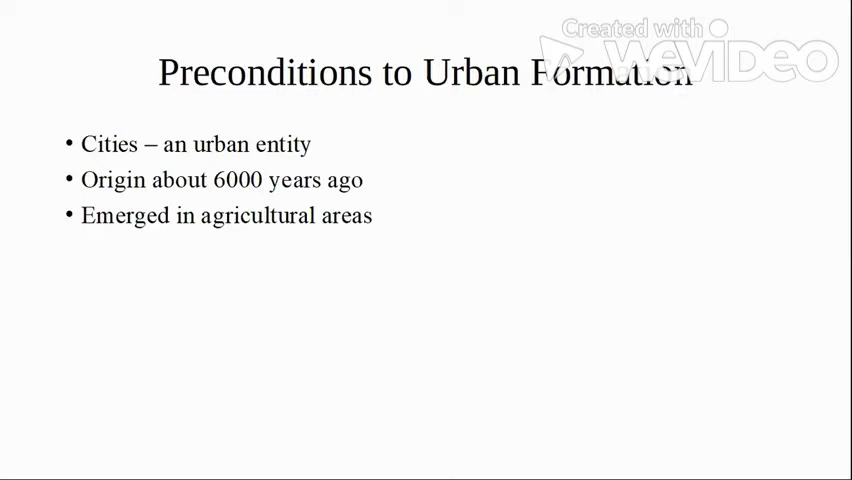 Created with
WeVideo
Preconditions to Urban Formation
• Cities – an urban entity
• Origin about 6000 years ago
• Emerged in agricultural areas